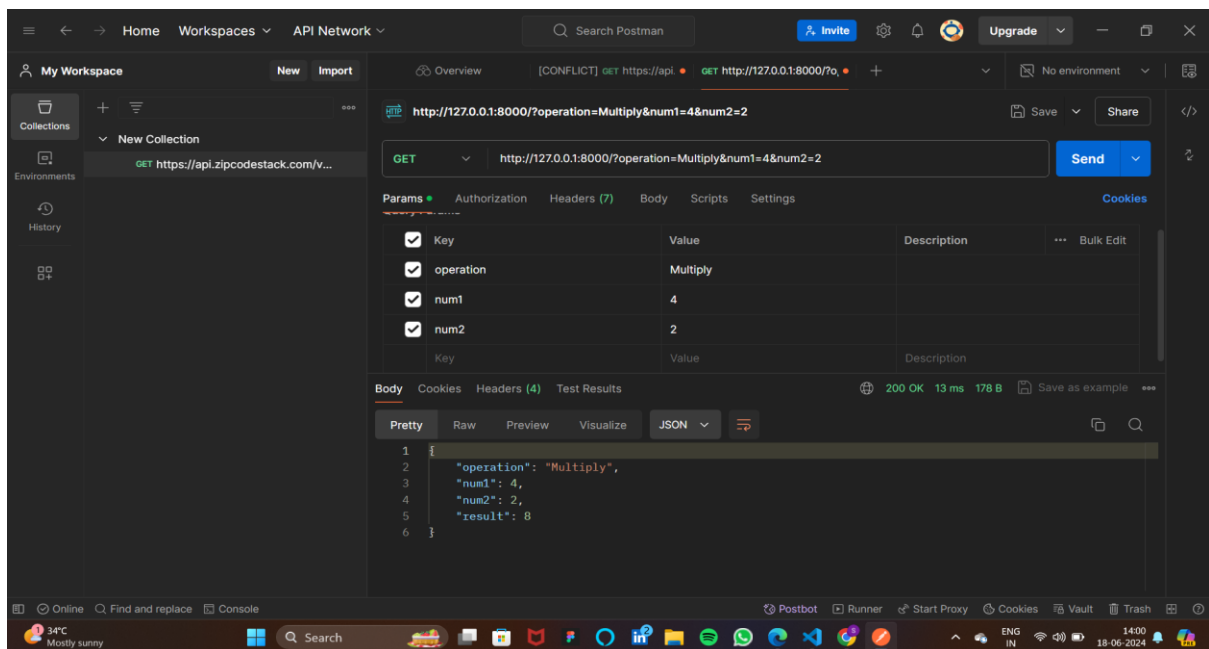 Home Workspaces API Network Search Postman Invite Upgrade
My Workspace New Import Overview [CONFLICT] GET https://api. GET http://127.0.0.1:8000/?o, No environment
Collections
New Collection
GET https://api.zipcodestack.com/v...
Environments
History
HTTP http://127.0.0.1:8000/?operation=Multiply&num1=4&num2=2 Save Share
GET http://127.0.0.1:8000/?operation=Multiply&num1=4&num2=2 Send
Params Authorization Headers (7) Body Scripts Settings Cookies
Key Value Description Bulk Edit
operation Multiply
num1 4
num2 2
Key Value Description
Body Cookies Headers (4) Test Results 200 OK 13 ms 178 B Save as example
Pretty Raw Preview Visualize JSON
1 {
2 "operation": "Multiply",
3 "num1": 4,
4 "num2": 2,
5 "result": 8
6 }
Online Find and replace Console Postbot Runner Start Proxy Cookies Vault Trash
34°C
Mostly sunny
Search
ENG
IN
14:00
18-06-2024